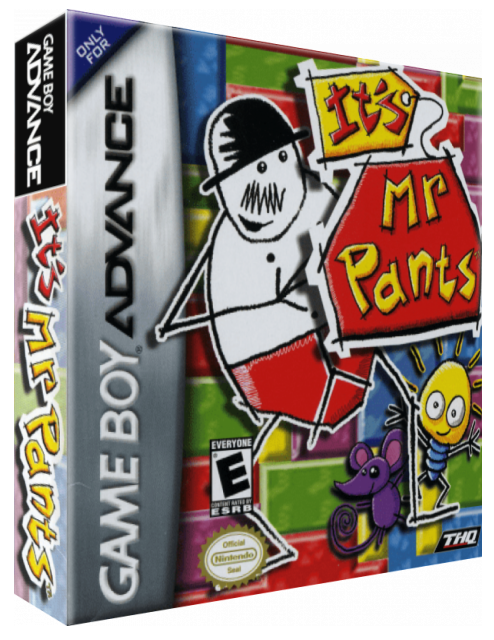 GAME BOY
ADVANCE
It's Mr Pants
ONLY
FOR
GAME BOY ADVANCE
It's
Mr
Pants
EVERYONE
E
CONTENT RATED BY
ESRB
Official
Nintendo
Seal
THQ